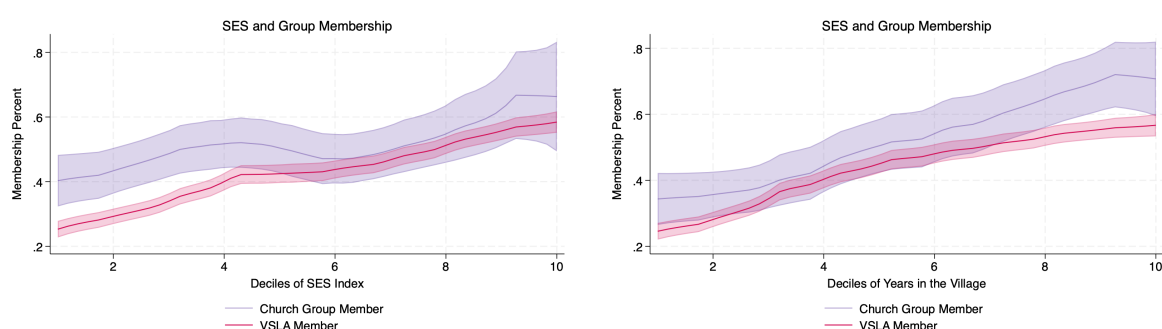 SES and Group Membership
Membership Percent
.8
.6
.4
.2
2 4 6 8 10
Deciles of SES Index
Church Group Member
VSLA Member
SES and Group Membership
Membership Percent
.8
.6
.4
.2
2 4 6 8 10
Deciles of Years in the Village
Church Group Member
VSLA Member